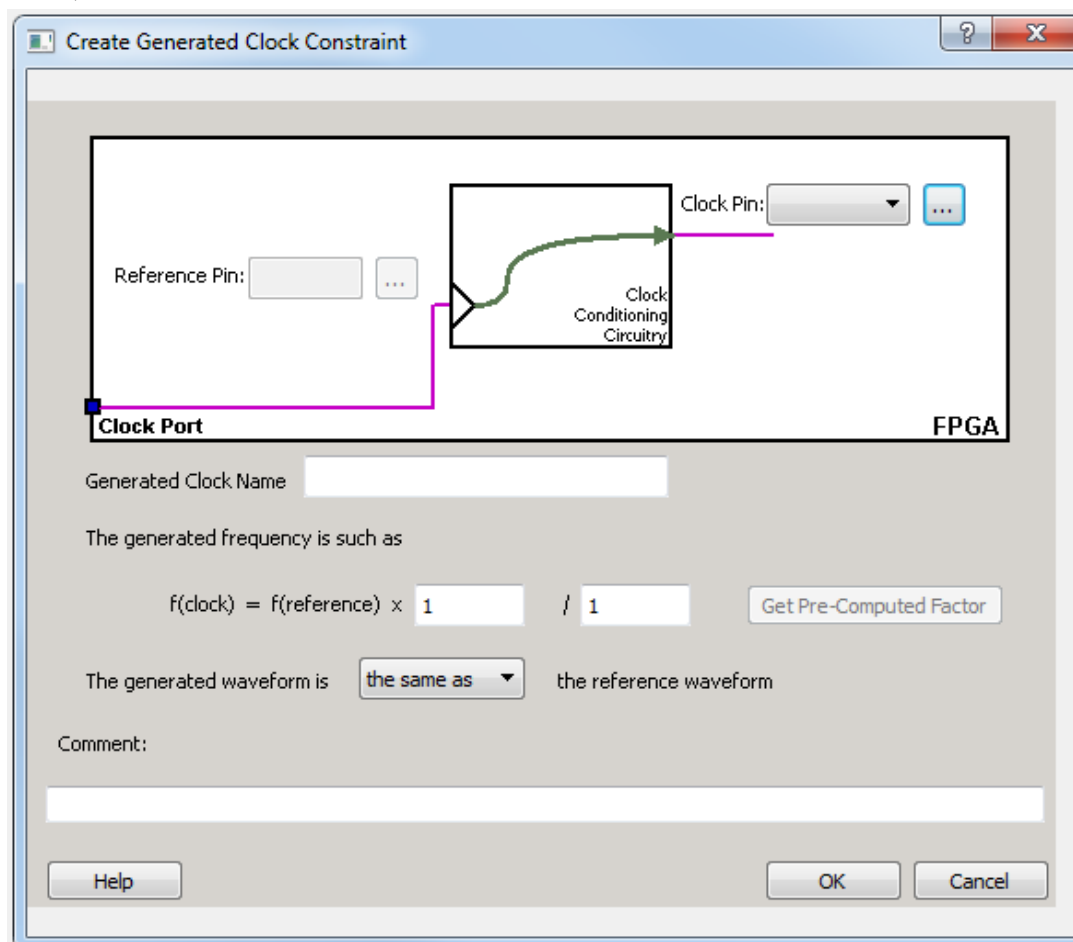 Create Generated Clock Constraint
?
X
Clock Pin:
...
Reference Pin:
...
Clock
Conditioning
Circuitry
Clock Port
FPGA
Generated Clock Name
The generated frequency is such as
f(clock) = f(reference) x 1 / 1
Get Pre-Computed Factor
The generated waveform is the same as the reference waveform
Comment:
Help
OK
Cancel